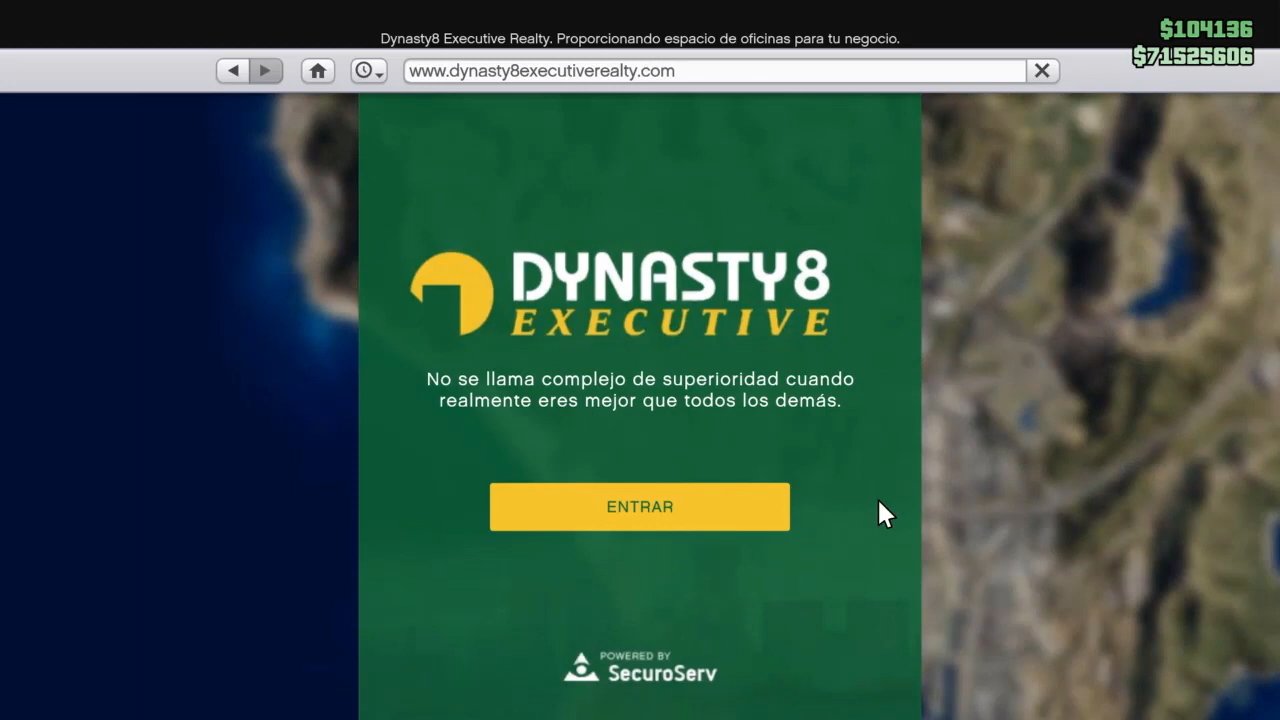 Dynasty8 Executive Realty. Proporcionando espacio de oficinas para tu negocio.
$104136
$71525606
www.dynasty8executiverealty.com
DYNASTY8
EXECUTIVE
No se llama complejo de superioridad cuando
realmente eres mejor que todos los demás.
ENTRAR
POWERED BY
SecuroServ